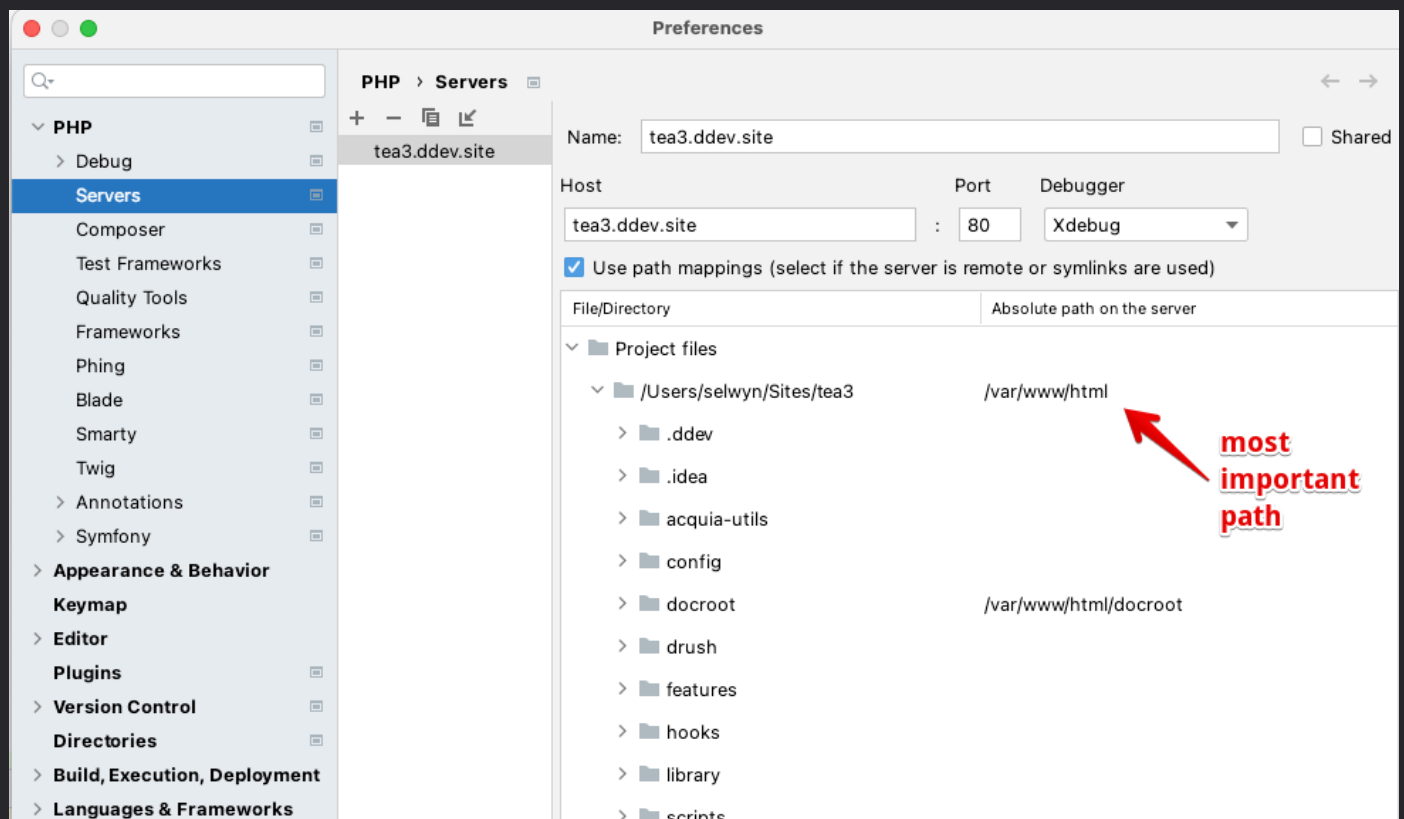 Preferences
PHP › Servers
PHP
Debug
Servers
Composer
Test Frameworks
Quality Tools
Frameworks
Phing
Blade
Smarty
Twig
Annotations
Symfony
Appearance & Behavior
Keymap
Editor
Plugins
Version Control
Directories
Build, Execution, Deployment
Languages & Frameworks
tea3.ddev.site
Name: tea3.ddev.site Shared
Host Port Debugger
tea3.ddev.site : 80 Xdebug
Use path mappings (select if the server is remote or symlinks are used)
File/Directory Absolute path on the server
Project files
/Users/selwyn/Sites/tea3 /var/www/html
.ddev
most
important
path
.idea
acquia-utils
config
docroot /var/www/html/docroot
drush
features
hooks
library
scripts